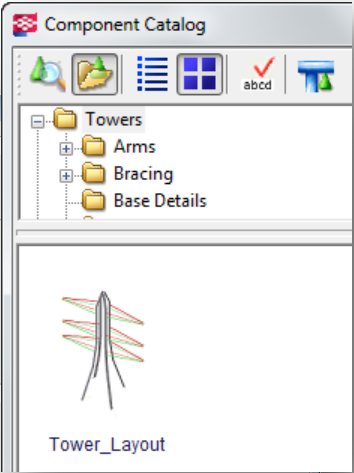 Component Catalog
abcd
Towers
Arms
Bracing
Base Details
Tower_Layout